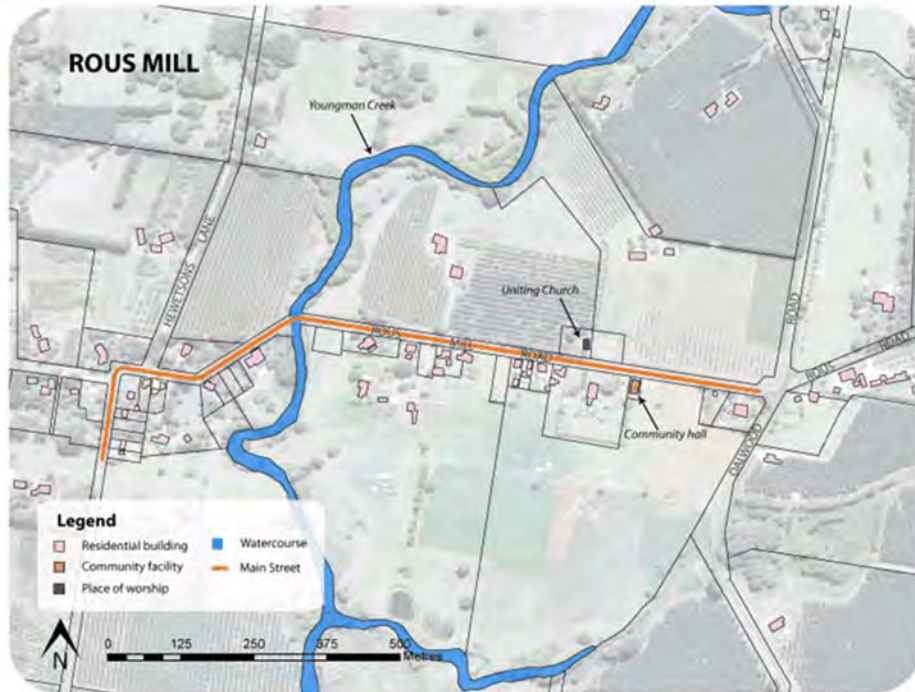 ROUS MILL
Youngman Creek
HEWETSONS LANE
Uniting Church
ROUS MILL ROAD
ROAD
ROUS ROAD
Community hall
DALWOOD
Legend
Residential building
Watercourse
Community facility
Main Street
Place of worship
N
0 125 250 375 500
Metres